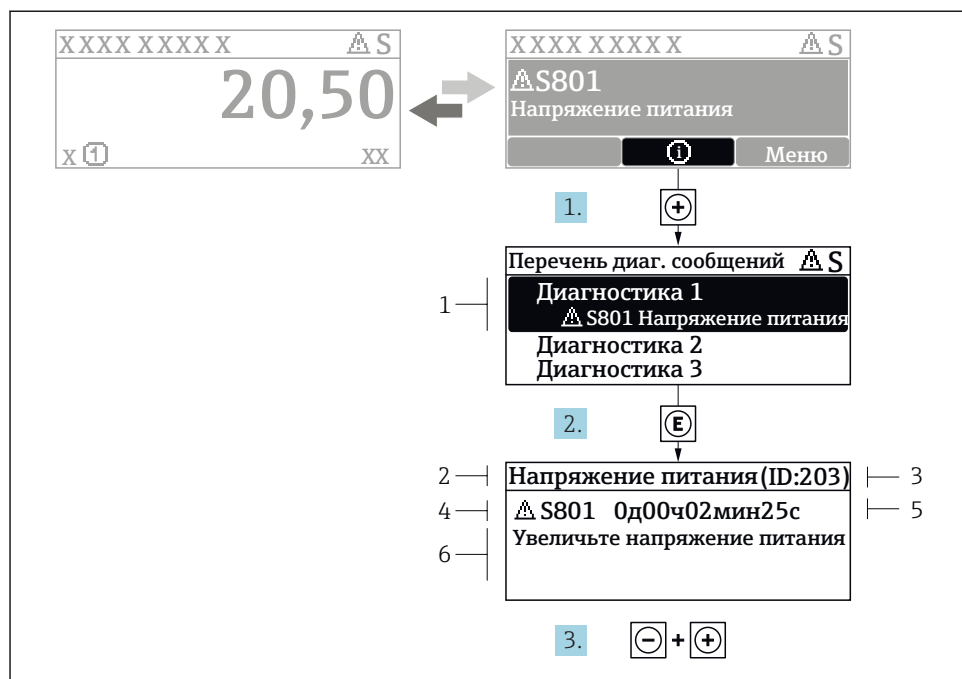 XXXX XXXXX ⚠ S
20,50
x ① xx
XXXX XXXXX ⚠ S
⚠S801
Напряжение питания
ⓘ Меню
1. ⊕
Перечень диаг. сообщений ⚠ S
1
Диагностика 1
⚠ S801 Напряжение питания
Диагностика 2
Диагностика 3
2. Ⓔ
2 Напряжение питания (ID:203) 3
4 ⚠ S801 0д00ч02мин25с 5
6 Увеличьте напряжение питания
3. ⊖ + ⊕